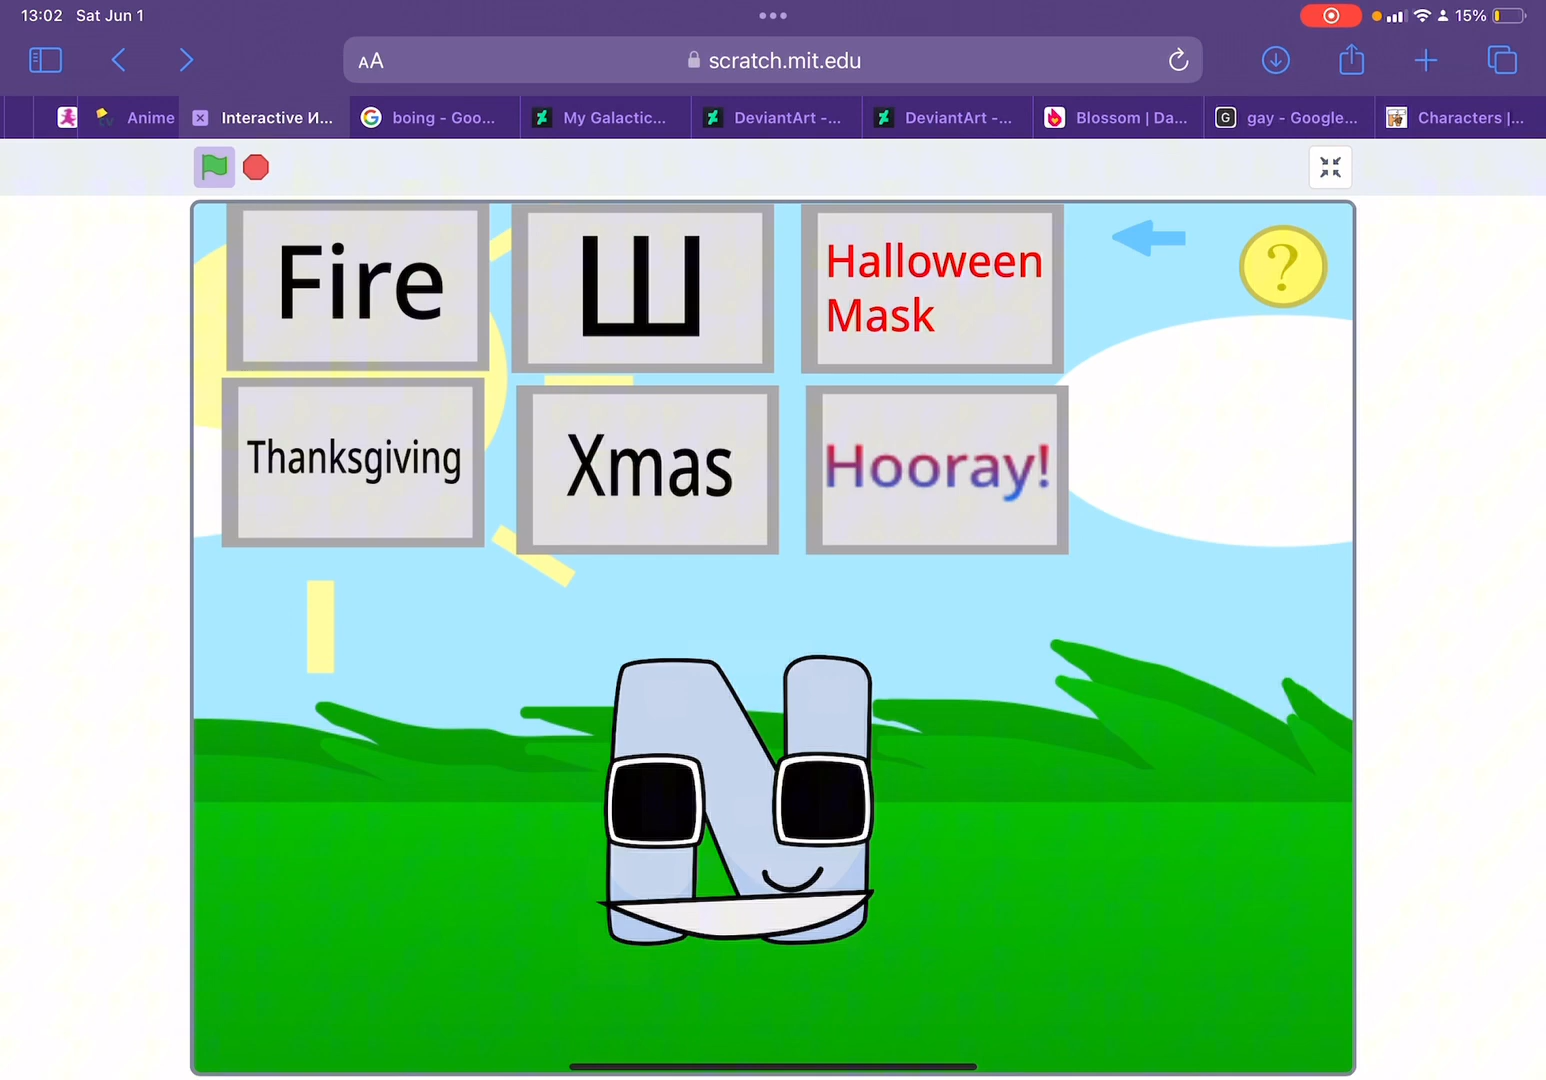 13:02 Sat Jun 1
15%
AA
scratch.mit.edu
Anime
Interactive И...
boing - Goo...
My Galactic...
DeviantArt -...
DeviantArt -...
Blossom | Da...
G
gay - Google...
Characters |...
Fire
Ш
Halloween
Mask
?
Thanksgiving
Xmas
Hooray!